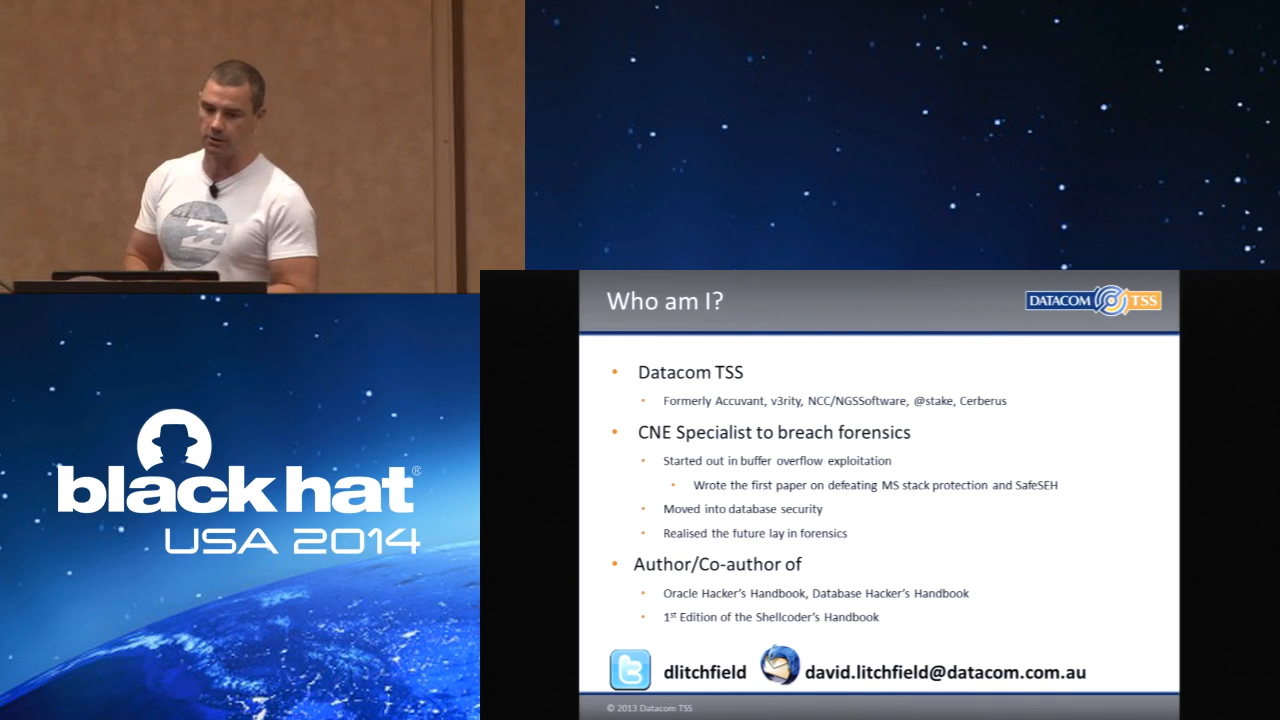 Who am I?
DATACOM TSS
Datacom TSS
Formerly Accuvant, v3rity, NCC/NGSSoftware, @stake, Cerberus
CNE Specialist to breach forensics
Started out in buffer overflow exploitation
Wrote the first paper on defeating MS stack protection and SafeSEH
Moved into database security
Realised the future lay in forensics
Author/Co-author of
Oracle Hacker's Handbook, Database Hacker's Handbook
1st Edition of the Shellcoder's Handbook
dlitchfield
david.litchfield@datacom.com.au
© 2013 Datacom TSS
black hat®
USA 2014